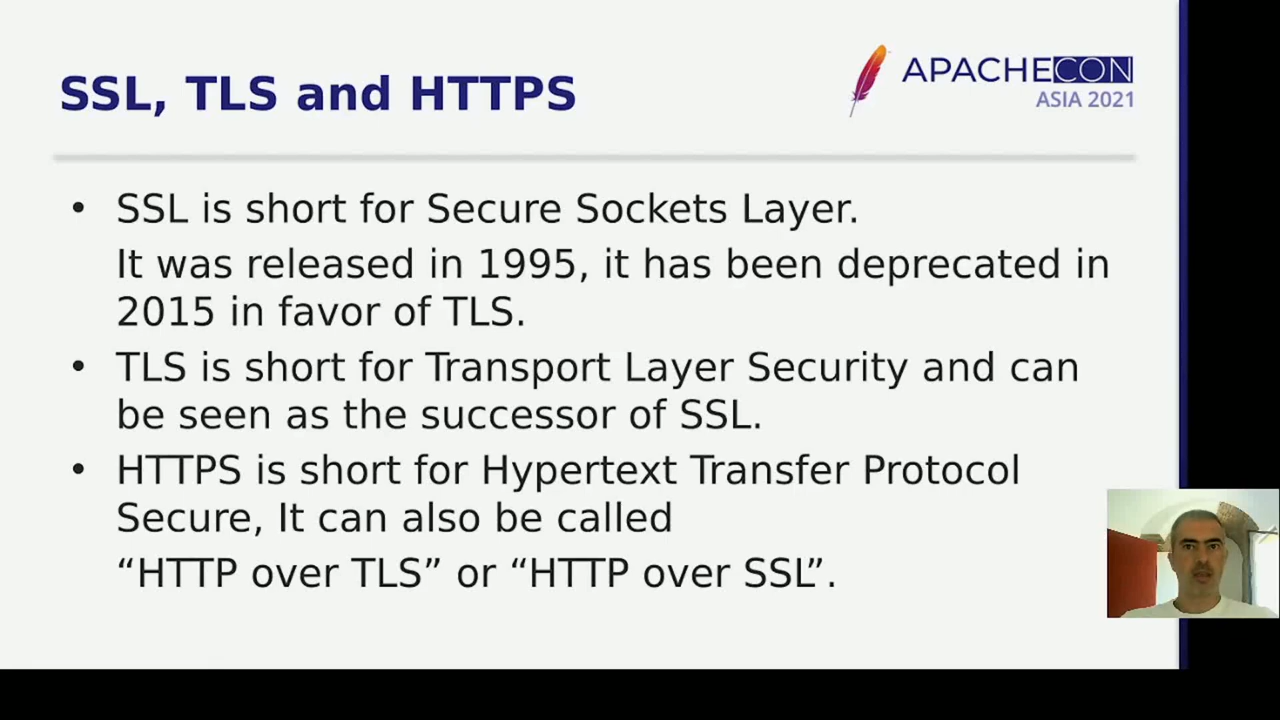 SSL, TLS and HTTPS
APACHECON
ASIA 2021
• SSL is short for Secure Sockets Layer.
It was released in 1995, it has been deprecated in
2015 in favor of TLS.
• TLS is short for Transport Layer Security and can
be seen as the successor of SSL.
• HTTPS is short for Hypertext Transfer Protocol
Secure, It can also be called
“HTTP over TLS” or “HTTP over SSL”.